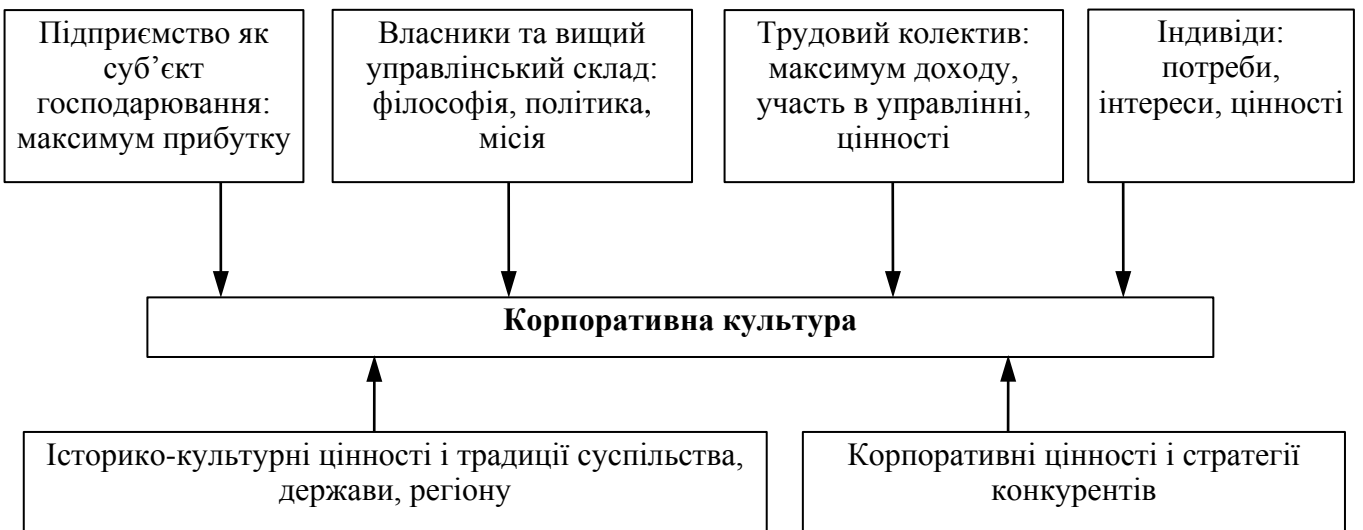 Підприємство як
суб’єкт
господарювання:
максимум прибутку
Власники та вищий
управлінський склад:
філософія, політика,
місія
Трудовий колектив:
максимум доходу,
участь в управлінні,
цінності
Індивіди:
потреби,
інтереси, цінності
Корпоративна культура
Історико-культурні цінності і традиції суспільства,
держави, регіону
Корпоративні цінності і стратегії
конкурентів